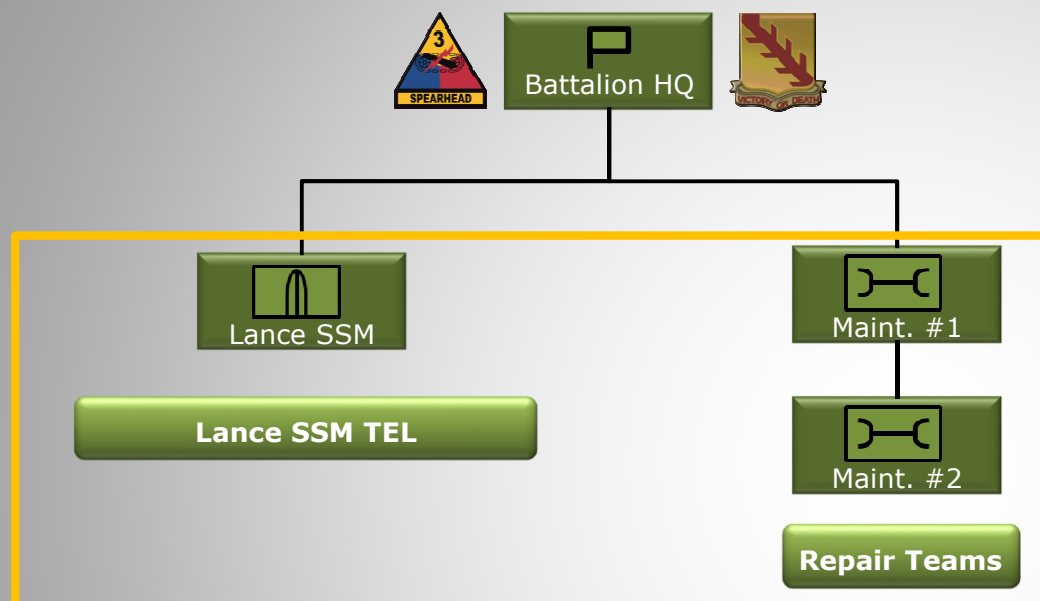 3
SPEARHEAD
Battalion HQ
VICTORY OR DEATH
Lance SSM
Maint. #1
Lance SSM TEL
Maint. #2
Repair Teams